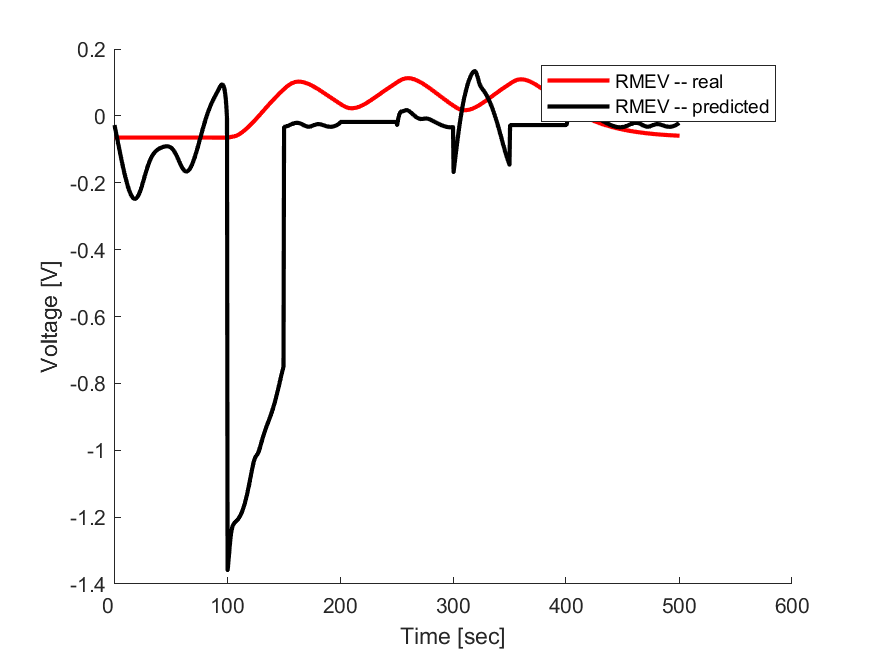 0.2
0
-0.2
-0.4
-0.6
-0.8
-1
-1.2
-1.4
0 100 200 300 400 500 600
Time [sec]
Voltage [V]
RMEV -- real
RMEV -- predicted